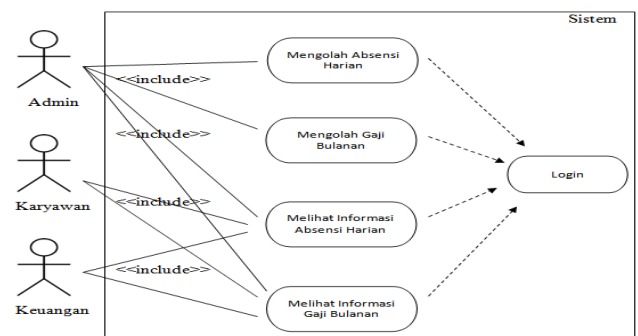 Sistem
Mengolah Absensi
Harian
<<include>>
Admin
<<include>>
Mengolah Gaji
Bulanan
Login
<<include>>
Karyawan
Melihat Informasi
Absensi Harian
<<include>>
Keuangan
Melihat Informasi
Gaji Bulanan